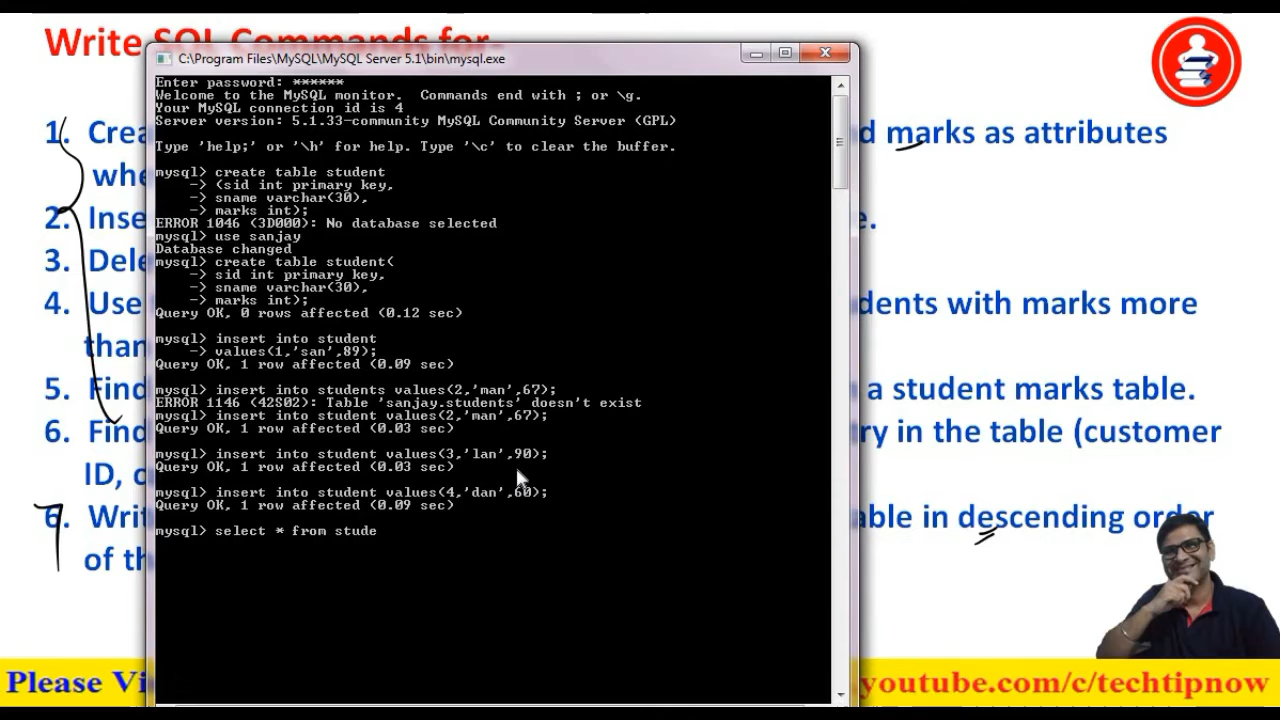 Write SQL Commands for-
C:\Program Files\MySQL\MySQL Server 5.1\bin\mysql.exe
Enter password: ******
Welcome to the MySQL monitor.  Commands end with ; or \g.
Your MySQL connection id is 4
Server version: 5.1.33-community MySQL Community Server (GPL)
Type 'help;' or '\h' for help. Type '\c' to clear the buffer.
mysql> create table student
    -> (sid int primary key,
    -> sname varchar(30),
    -> marks int);
ERROR 1046 (3D000): No database selected
mysql> use sanjay
Database changed
mysql> create table student(
    -> sid int primary key,
    -> sname varchar(30),
    -> marks int);
Query OK, 0 rows affected (0.12 sec)
mysql> insert into student
    -> values(1,'san',89);
Query OK, 1 row affected (0.09 sec)
mysql> insert into students values(2,'man',67);
ERROR 1146 (42S02): Table 'sanjay.students' doesn't exist
mysql> insert into student values(2,'man',67);
Query OK, 1 row affected (0.03 sec)
mysql> insert into student values(3,'lan',90);
Query OK, 1 row affected (0.03 sec)
mysql> insert into student values(4,'dan',60);
Query OK, 1 row affected (0.09 sec)
mysql> select * from stude
1. Crea d marks as attributes
whe
2. Inse e.
3. Dele
4. Use dents with marks more
than
5. Find a student marks table.
6. Find ry in the table (customer
ID, c
6. Writ able in descending order
7
of th
Please Vi youtube.com/c/techtipnow